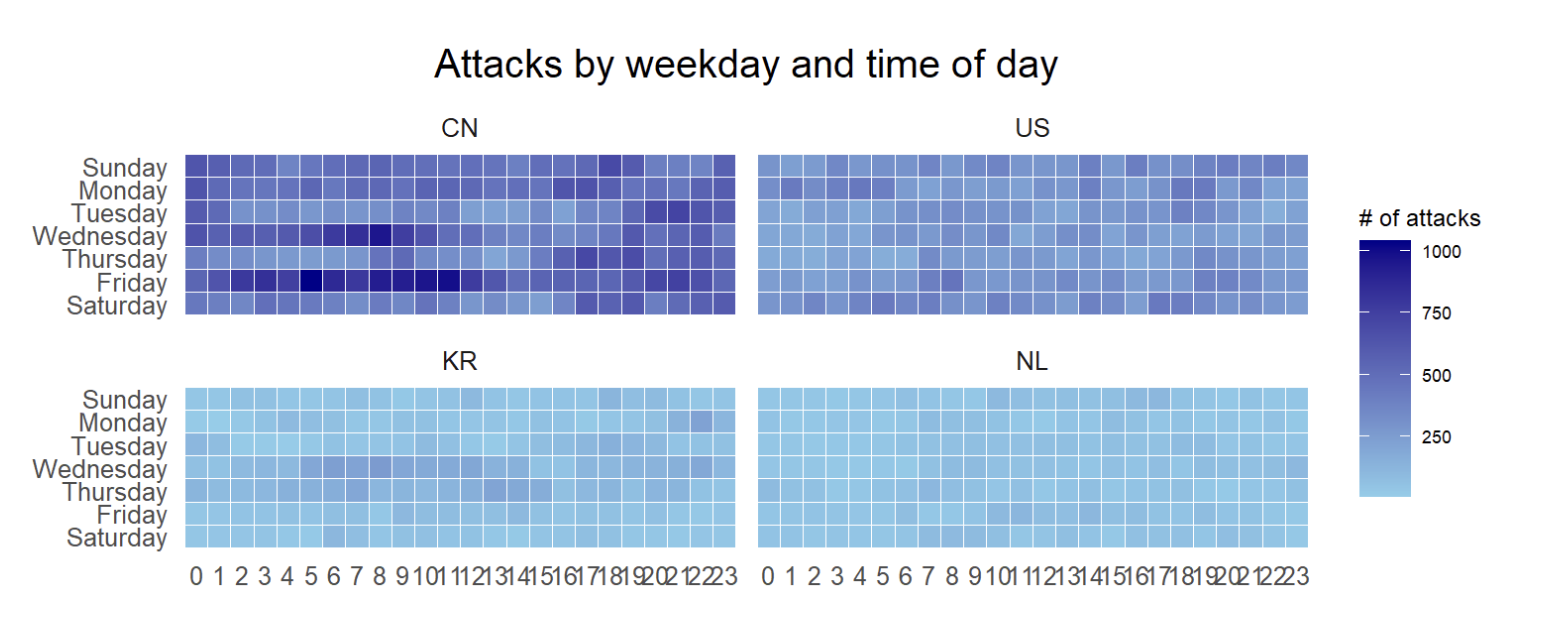 Attacks by weekday and time of day
CN
US
Sunday
Monday
Tuesday
Wednesday
Thursday
Friday
Saturday
# of attacks
1000
750
500
250
KR
NL
Sunday
Monday
Tuesday
Wednesday
Thursday
Friday
Saturday
0 1 2 3 4 5 6 7 8 9 10 11 12 13 14 15 16 17 18 19 20 21 22 23
0 1 2 3 4 5 6 7 8 9 10 11 12 13 14 15 16 17 18 19 20 21 22 23